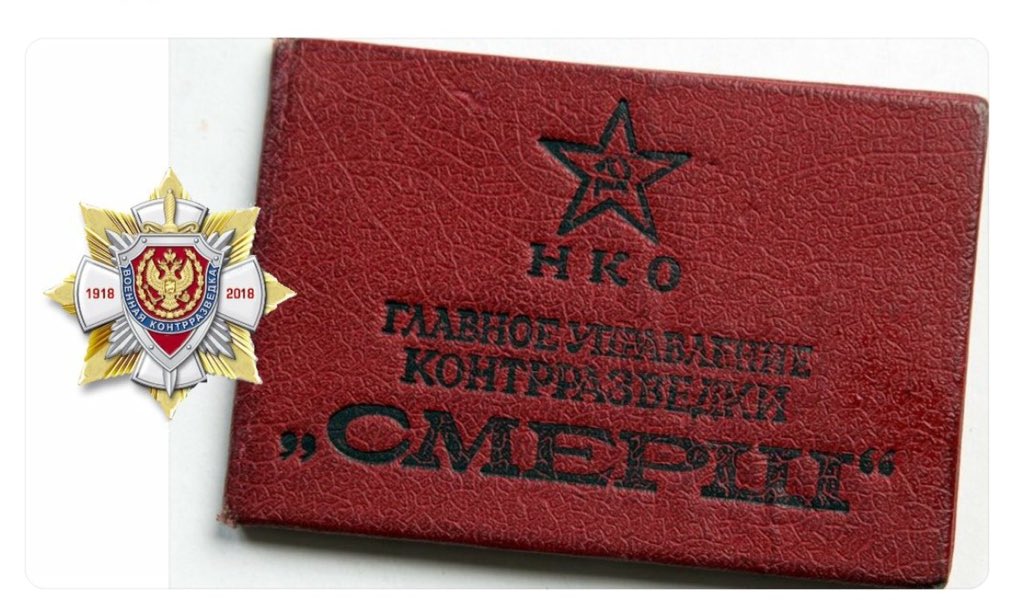 1918
ВОЕННАЯ КОНТРРАЗВЕДКА
2018
НКО
ГЛАВНОЕ УПРАВЛЕНИЕ
КОНТРРАЗВЕДКИ
„СМЕРШ“